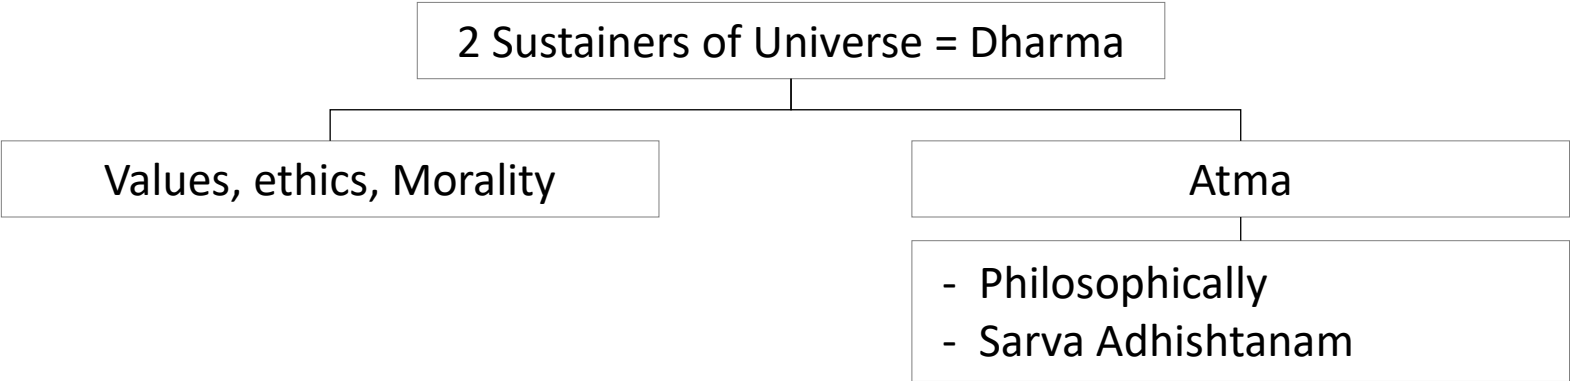 2 Sustainers of Universe = Dharma
Values, ethics, Morality
Atma
- Philosophically
- Sarva Adhishtanam